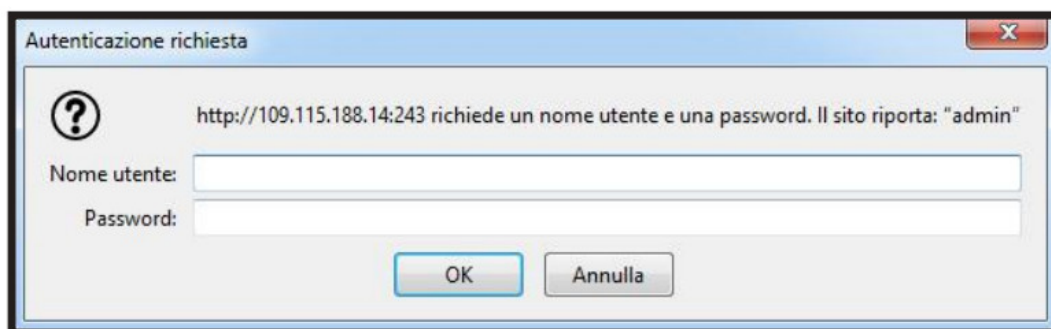 Autenticazione richiesta
http://109.115.188.14:243 richiede un nome utente e una password. Il sito riporta: “admin”
Nome utente:
Password:
OK
Annulla